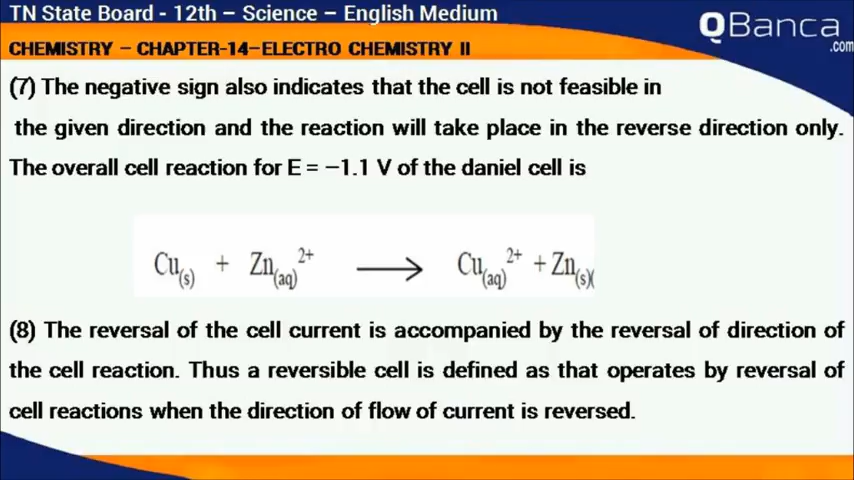 TN State Board - 12th – Science – English Medium
QBanca
.com
CHEMISTRY – CHAPTER-14–ELECTRO CHEMISTRY II
(7) The negative sign also indicates that the cell is not feasible in
the given direction and the reaction will take place in the reverse direction only.
The overall cell reaction for E = –1.1 V of the daniel cell is
Cu(s) + Zn(aq)2+ → Cu(aq)2+ + Zn(s)(
(8) The reversal of the cell current is accompanied by the reversal of direction of
the cell reaction. Thus a reversible cell is defined as that operates by reversal of
cell reactions when the direction of flow of current is reversed.